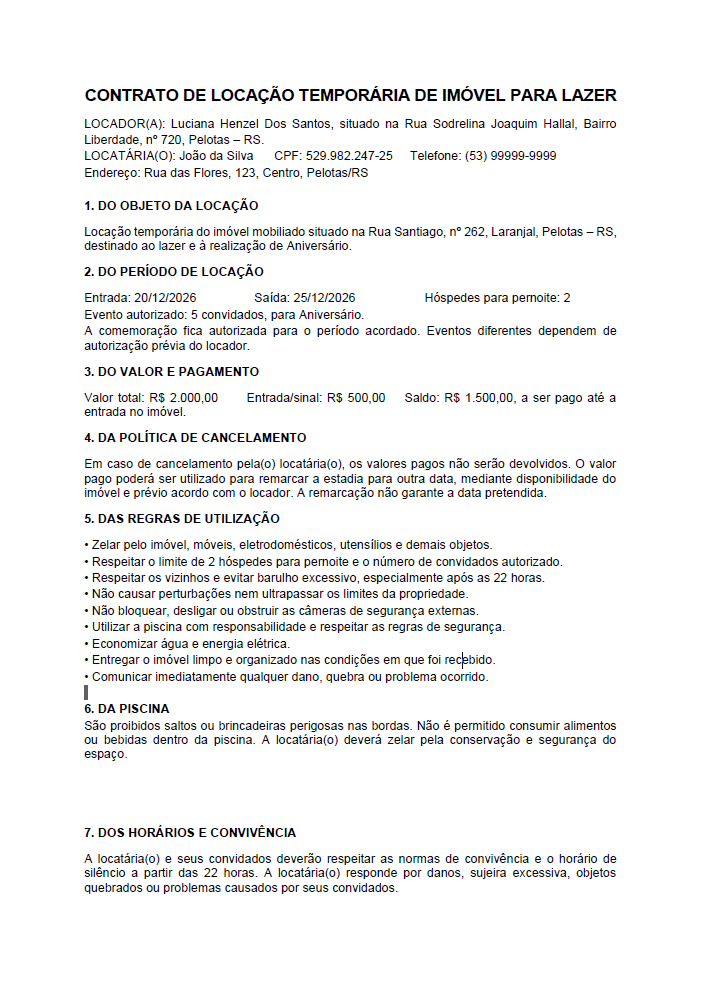 CONTRATO DE LOCAÇÃO TEMPORÁRIA DE IMÓVEL PARA LAZER
LOCADOR(A): Luciana Henzel Dos Santos, situado na Rua Sodrelina Joaquim Hallal, Bairro
Liberdade, nº 720, Pelotas – RS.
LOCATÁRIA(O): João da Silva CPF: 529.982.247-25 Telefone: (53) 99999-9999
Endereço: Rua das Flores, 123, Centro, Pelotas/RS
1. DO OBJETO DA LOCAÇÃO
Locação temporária do imóvel mobiliado situado na Rua Santiago, nº 262, Laranjal, Pelotas – RS,
destinado ao lazer e à realização de Aniversário.
2. DO PERÍODO DE LOCAÇÃO
Entrada: 20/12/2026 Saída: 25/12/2026 Hóspedes para pernoite: 2
Evento autorizado: 5 convidados, para Aniversário.
A comemoração fica autorizada para o período acordado. Eventos diferentes dependem de
autorização prévia do locador.
3. DO VALOR E PAGAMENTO
Valor total: R$ 2.000,00 Entrada/sinal: R$ 500,00 Saldo: R$ 1.500,00, a ser pago até a
entrada no imóvel.
4. DA POLÍTICA DE CANCELAMENTO
Em caso de cancelamento pela(o) locatária(o), os valores pagos não serão devolvidos. O valor
pago poderá ser utilizado para remarcar a estadia para outra data, mediante disponibilidade do
imóvel e prévio acordo com o locador. A remarcação não garante a data pretendida.
5. DAS REGRAS DE UTILIZAÇÃO
• Zelar pelo imóvel, móveis, eletrodomésticos, utensílios e demais objetos.
• Respeitar o limite de 2 hóspedes para pernoite e o número de convidados autorizado.
• Respeitar os vizinhos e evitar barulho excessivo, especialmente após as 22 horas.
• Não causar perturbações nem ultrapassar os limites da propriedade.
• Não bloquear, desligar ou obstruir as câmeras de segurança externas.
• Utilizar a piscina com responsabilidade e respeitar as regras de segurança.
• Economizar água e energia elétrica.
• Entregar o imóvel limpo e organizado nas condições em que foi recebido.
• Comunicar imediatamente qualquer dano, quebra ou problema ocorrido.
6. DA PISCINA
São proibidos saltos ou brincadeiras perigosas nas bordas. Não é permitido consumir alimentos
ou bebidas dentro da piscina. A locatária(o) deverá zelar pela conservação e segurança do
espaço.
7. DOS HORÁRIOS E CONVIVÊNCIA
A locatária(o) e seus convidados deverão respeitar as normas de convivência e o horário de
silêncio a partir das 22 horas. A locatária(o) responde por danos, sujeira excessiva, objetos
quebrados ou problemas causados por seus convidados.